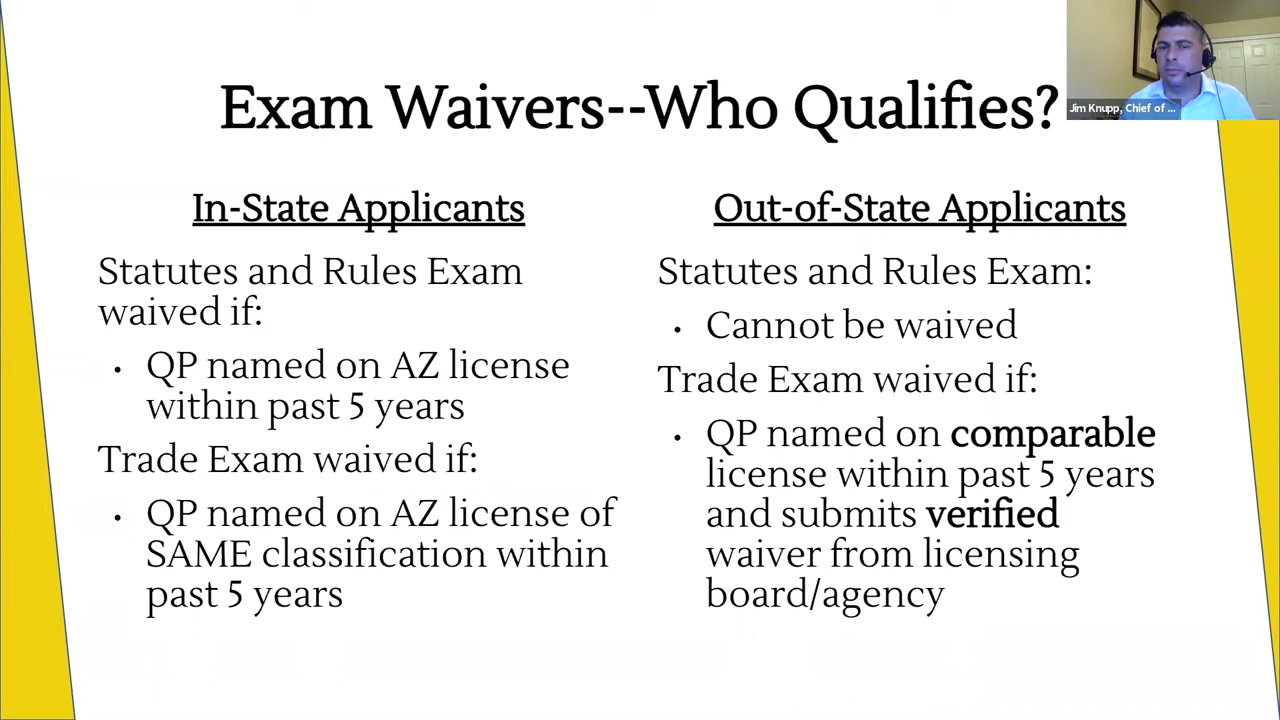 Exam Waivers--Who Qualifies?
Jim Knupp, Chief of ...
In-State Applicants
Statutes and Rules Exam
waived if:
• QP named on AZ license
within past 5 years
Trade Exam waived if:
• QP named on AZ license of
SAME classification within
past 5 years
Out-of-State Applicants
Statutes and Rules Exam:
• Cannot be waived
Trade Exam waived if:
• QP named on comparable
license within past 5 years
and submits verified
waiver from licensing
board/agency